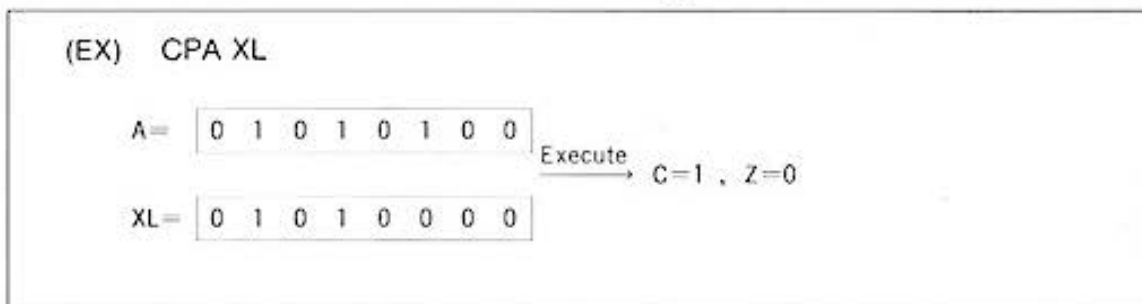 (EX) CPA XL
A= 0 1 0 1 0 1 0 0
Execute
C=1 , Z=0
XL= 0 1 0 1 0 0 0 0